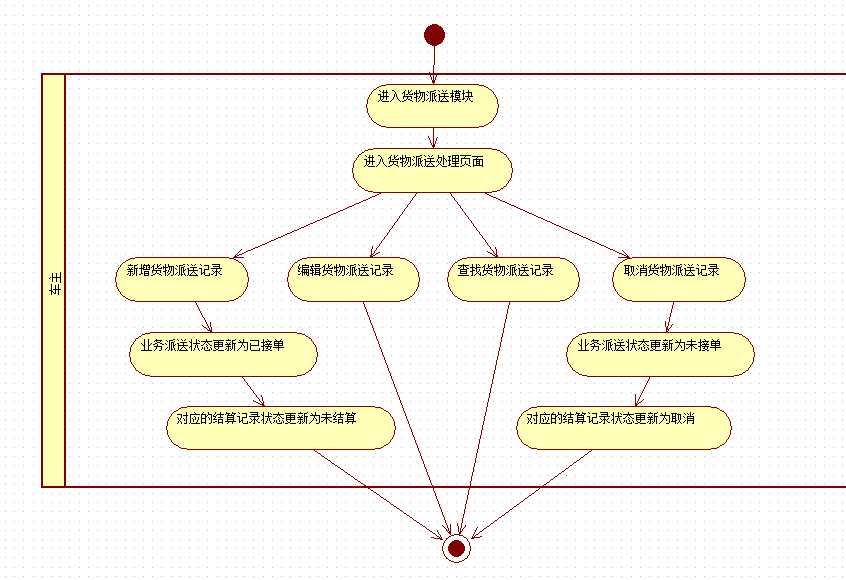 进入货物派送模块
进入货物派送处理页面
新增货物派送记录
编辑货物派送记录
查找货物派送记录
取消货物派送记录
车主
业务派送状态更新为已接单
业务派送状态更新为未接单
对应的结算记录状态更新为未结算
对应的结算记录状态更新为取消